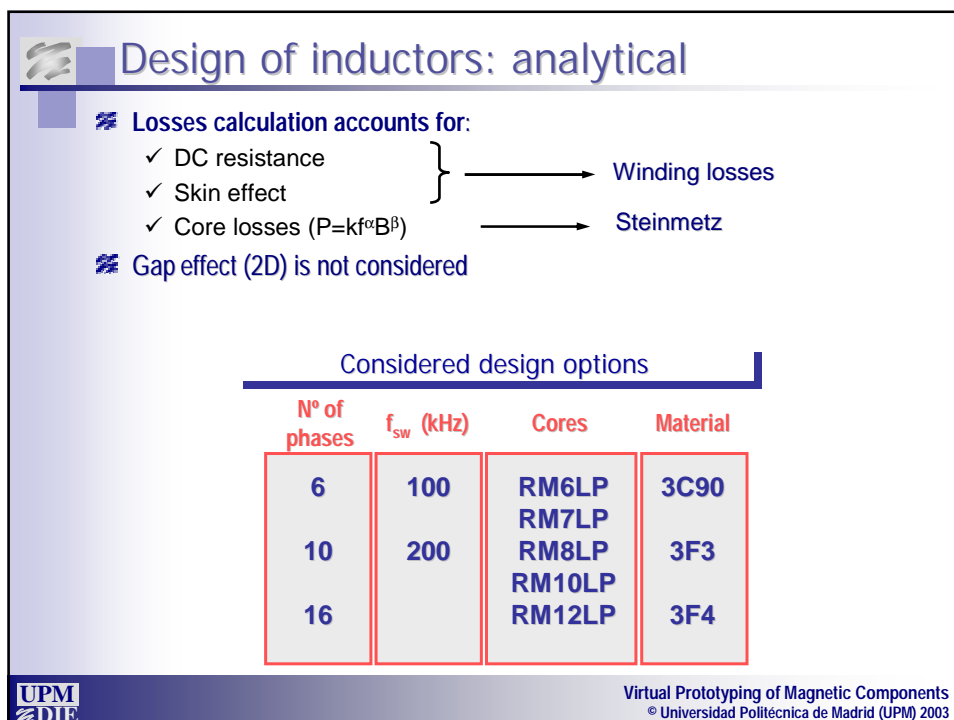 Design of inductors: analytical
Losses calculation accounts for:
✓ DC resistance
✓ Skin effect
Winding losses
✓ Core losses (P=kfαBβ)
Steinmetz
Gap effect (2D) is not considered
Considered design options
Nº of phases fsw (kHz) Cores Material
6 100 RM6LP 3C90
RM7LP
10 200 RM8LP 3F3
RM10LP
16 RM12LP 3F4
UPM
DIE
Virtual Prototyping of Magnetic Components
© Universidad Politécnica de Madrid (UPM) 2003